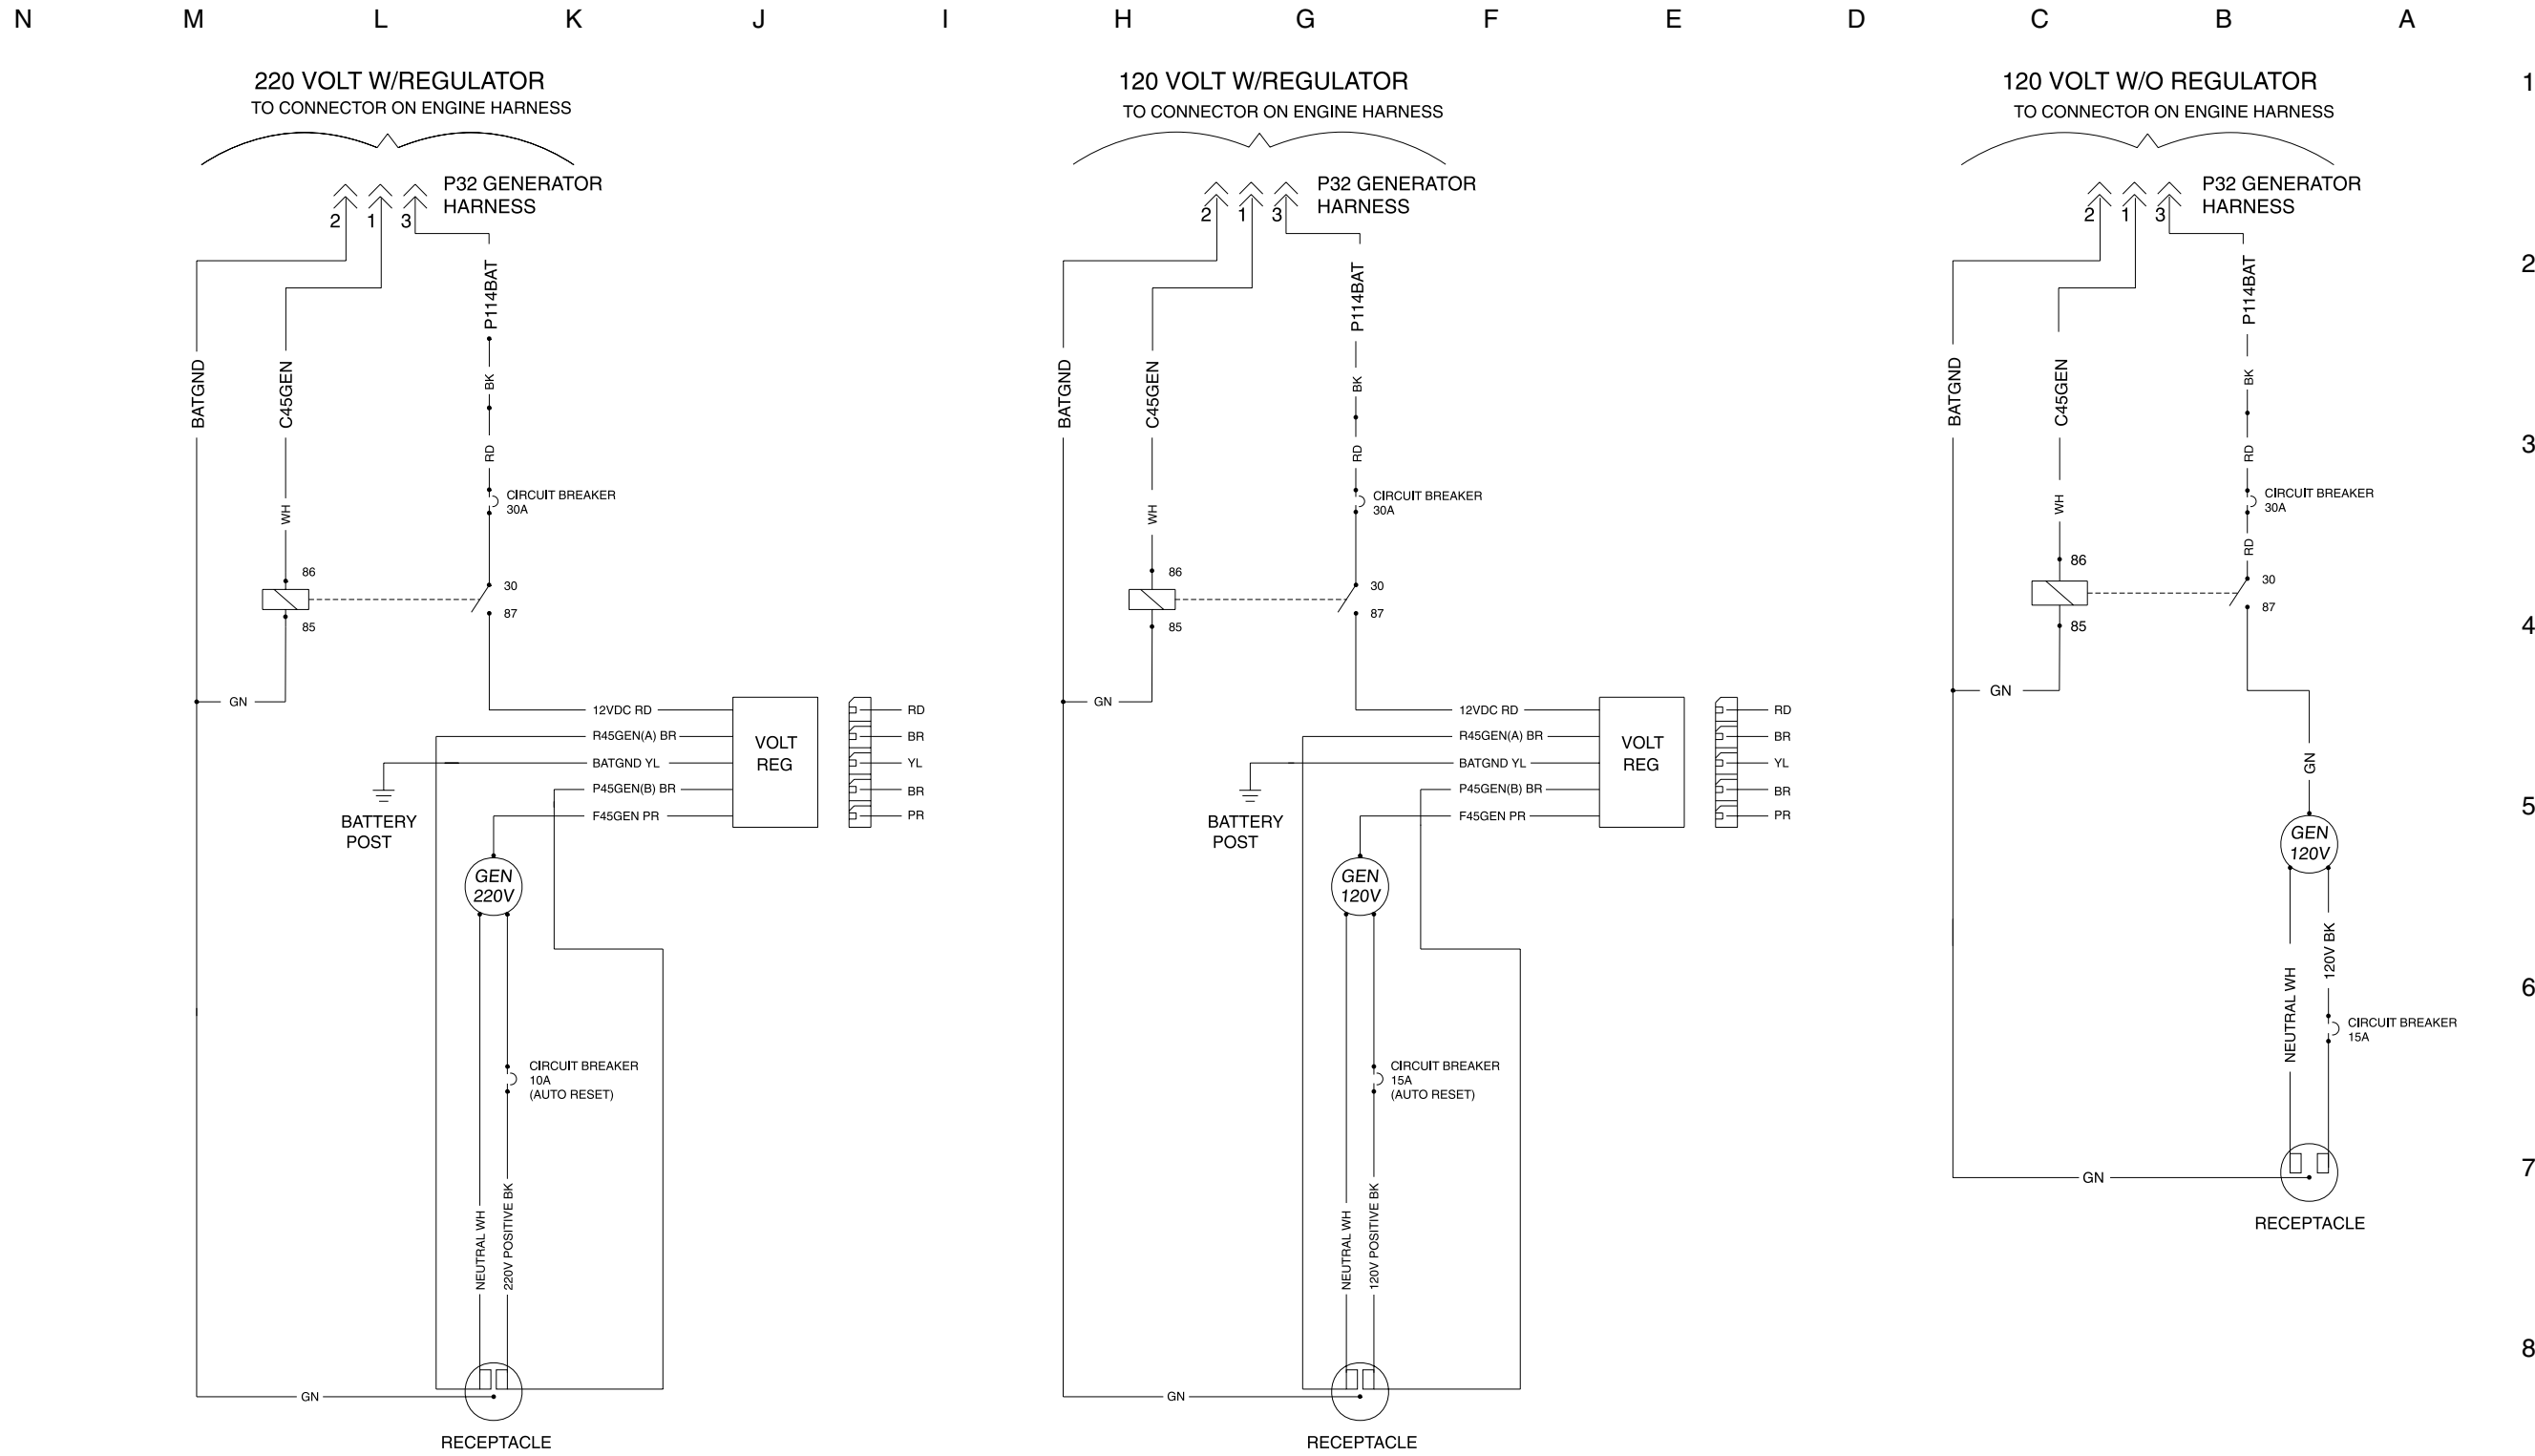 N M L K J I H G F E D C B A
220 VOLT W/REGULATOR
TO CONNECTOR ON ENGINE HARNESS
P32 GENERATOR
HARNESS
2 1 3
P114BAT
BATGND
C45GEN
BK
RD
CIRCUIT BREAKER
30A
WH
86
30
87
85
GN
12VDC RD
R45GEN(A) BR
BATGND YL
P45GEN(B) BR
F45GEN PR
VOLT
REG
RD
BR
YL
BR
PR
BATTERY
POST
GEN
220V
CIRCUIT BREAKER
10A
(AUTO RESET)
NEUTRAL WH
220V POSITIVE BK
GN
RECEPTACLE
120 VOLT W/REGULATOR
TO CONNECTOR ON ENGINE HARNESS
P32 GENERATOR
HARNESS
2 1 3
P114BAT
BATGND
C45GEN
BK
RD
CIRCUIT BREAKER
30A
WH
86
30
87
85
GN
12VDC RD
R45GEN(A) BR
BATGND YL
P45GEN(B) BR
F45GEN PR
VOLT
REG
RD
BR
YL
BR
PR
BATTERY
POST
GEN
120V
CIRCUIT BREAKER
15A
(AUTO RESET)
NEUTRAL WH
120V POSITIVE BK
GN
RECEPTACLE
120 VOLT W/O REGULATOR
TO CONNECTOR ON ENGINE HARNESS
P32 GENERATOR
HARNESS
2 1 3
P114BAT
BATGND
C45GEN
BK
RD
CIRCUIT BREAKER
30A
WH
RD
86
30
87
85
GN
GN
GEN
120V
120V BK
NEUTRAL WH
CIRCUIT BREAKER
15A
GN
RECEPTACLE
1
2
3
4
5
6
7
8